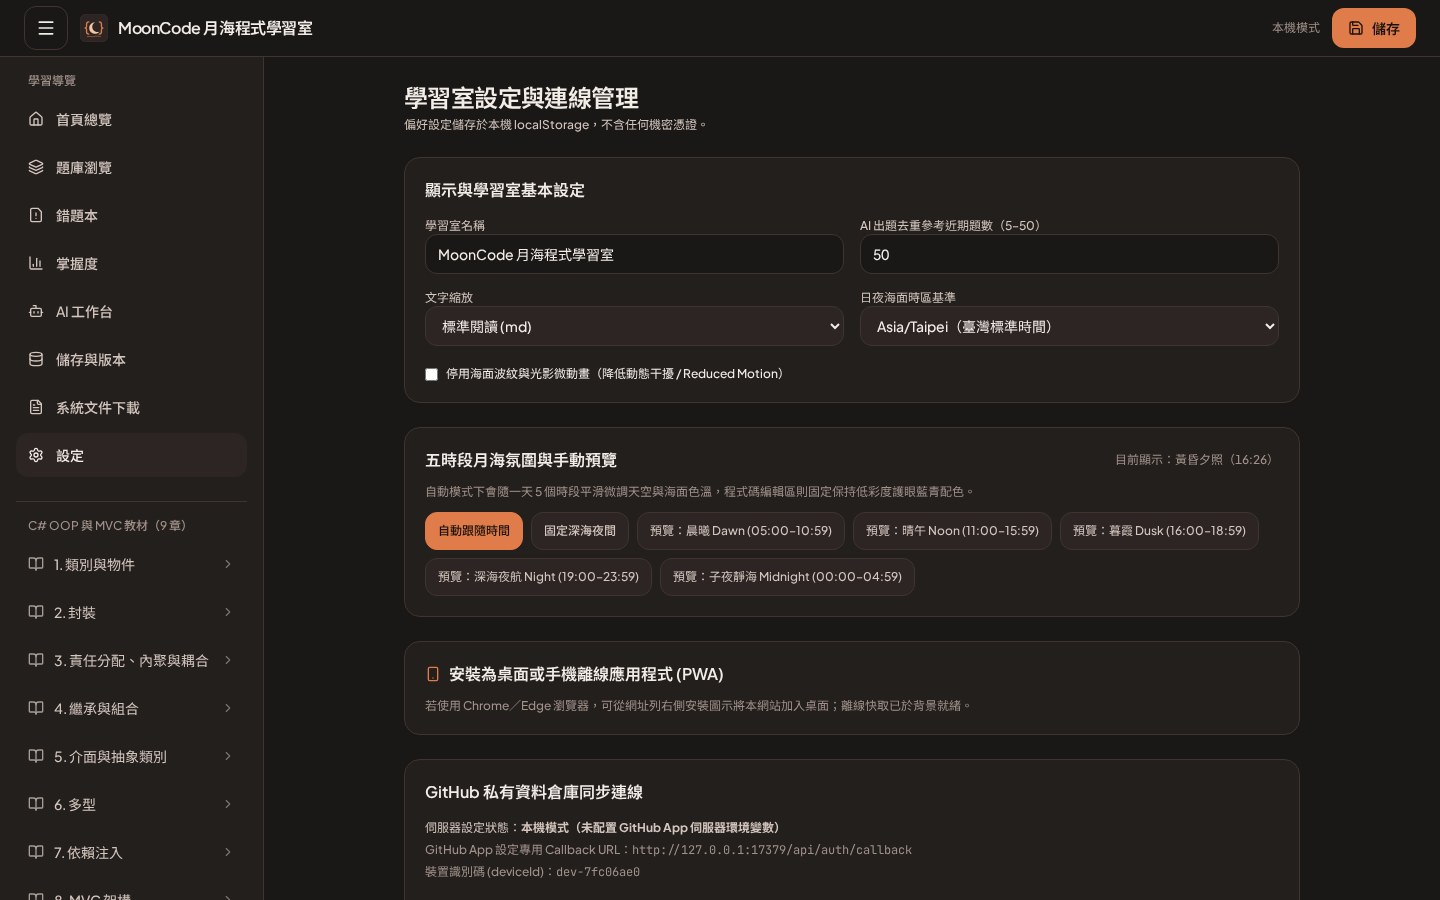 MoonCode 月海程式學習室
本機模式
儲存
學習導覽
首頁總覽
題庫瀏覽
錯題本
掌握度
AI 工作台
儲存與版本
系統文件下載
設定
C# OOP 與 MVC 教材（9 章）
1. 類別與物件
2. 封裝
3. 責任分配、內聚與耦合
4. 繼承與組合
5. 介面與抽象類別
6. 多型
7. 依賴注入
8. MVC 架構
學習室設定與連線管理
偏好設定儲存於本機 localStorage，不含任何機密憑證。
顯示與學習室基本設定
學習室名稱
MoonCode 月海程式學習室
AI 出題去重參考近期題數（5–50）
50
文字縮放
標準閱讀 (md)
日夜海面時區基準
Asia/Taipei（臺灣標準時間）
停用海面波紋與光影微動畫（降低動態干擾 / Reduced Motion）
五時段月海氛圍與手動預覽
目前顯示：黃昏夕照（16:26）
自動模式下會隨一天 5 個時段平滑微調天空與海面色溫，程式碼編輯區則固定保持低彩度護眼藍青配色。
自動跟隨時間
固定深海夜間
預覽：晨曦 Dawn (05:00–10:59)
預覽：晴午 Noon (11:00–15:59)
預覽：暮霞 Dusk (16:00–18:59)
預覽：深海夜航 Night (19:00–23:59)
預覽：子夜靜海 Midnight (00:00–04:59)
安裝為桌面或手機離線應用程式 (PWA)
若使用 Chrome／Edge 瀏覽器，可從網址列右側安裝圖示將本網站加入桌面；離線快取已於背景就緒。
GitHub 私有資料倉庫同步連線
伺服器設定狀態：本機模式（未配置 GitHub App 伺服器環境變數）
GitHub App 設定專用 Callback URL：http://127.0.0.1:17379/api/auth/callback
裝置識別碼 (deviceId)：dev-7fc06ae0